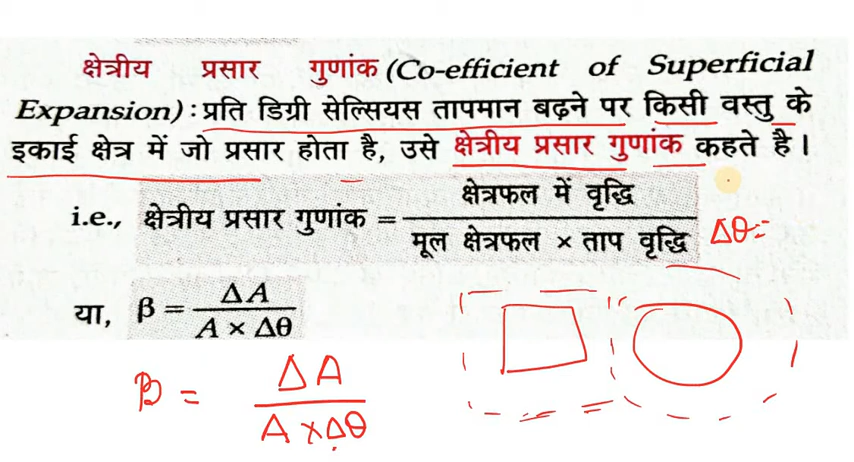 क्षेत्रीय प्रसार गुणांक (Co-efficient of Superficial
Expansion) : प्रति डिग्री सेल्सियस तापमान बढ़ने पर किसी वस्तु के
इकाई क्षेत्र में जो प्रसार होता है, उसे क्षेत्रीय प्रसार गुणांक कहते है।
i.e., क्षेत्रीय प्रसार गुणांक = क्षेत्रफल में वृद्धि / मूल क्षेत्रफल × ताप वृद्धि
Δθ =
या, β = ΔA / A × Δθ
β = ΔA / A × Δθ